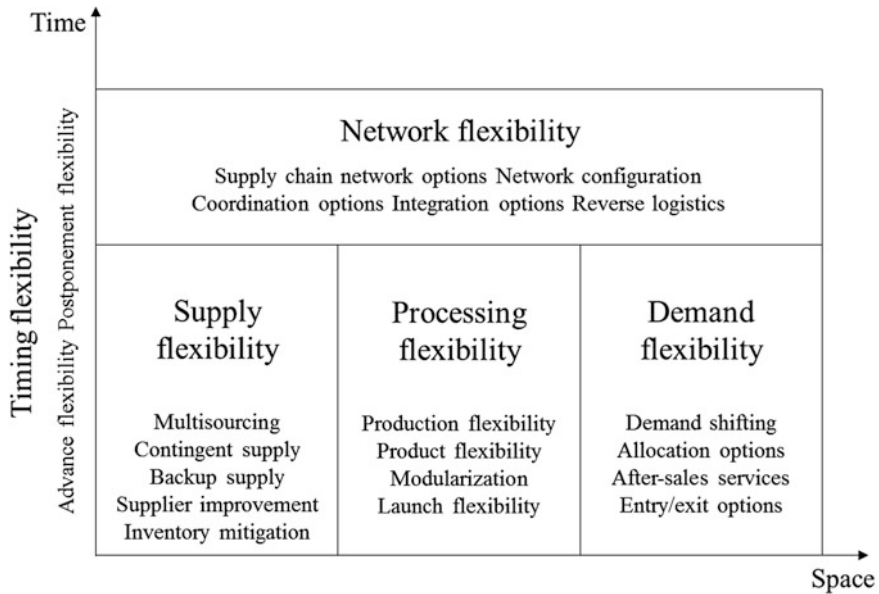 Time
Timing flexibility
Advance flexibility Postponement flexibility
Network flexibility
Supply chain network options Network configuration
Coordination options Integration options Reverse logistics
Supply
flexibility
Multisourcing
Contingent supply
Backup supply
Supplier improvement
Inventory mitigation
Processing
flexibility
Production flexibility
Product flexibility
Modularization
Launch flexibility
Demand
flexibility
Demand shifting
Allocation options
After-sales services
Entry/exit options
Space